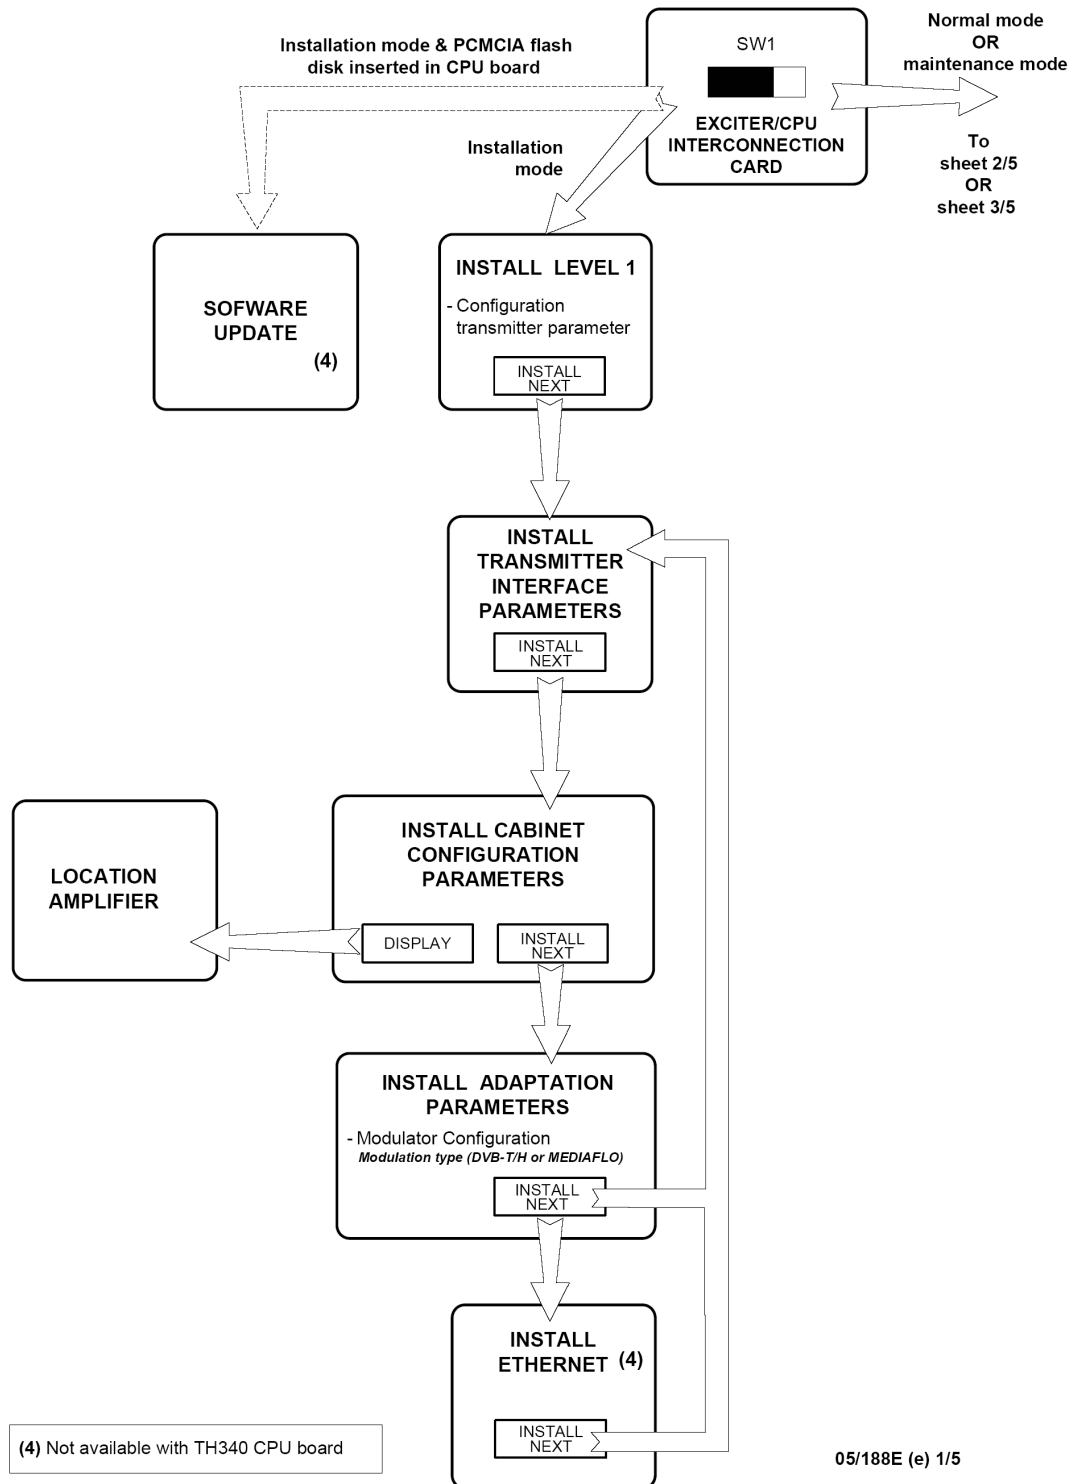 Installation mode & PCMCIA flash
disk inserted in CPU board
SW1
EXCITER/CPU
INTERCONNECTION
CARD
Normal mode
OR
maintenance mode
To
sheet 2/5
OR
sheet 3/5
Installation
mode
SOFWARE
UPDATE
(4)
INSTALL LEVEL 1
- Configuration
transmitter parameter
INSTALL
NEXT
INSTALL
TRANSMITTER
INTERFACE
PARAMETERS
INSTALL
NEXT
INSTALL CABINET
CONFIGURATION
PARAMETERS
DISPLAY
INSTALL
NEXT
LOCATION
AMPLIFIER
INSTALL ADAPTATION
PARAMETERS
- Modulator Configuration
Modulation type (DVB-T/H or MEDIAFLO)
INSTALL
NEXT
INSTALL
ETHERNET (4)
INSTALL
NEXT
(4) Not available with TH340 CPU board
05/188E (e) 1/5